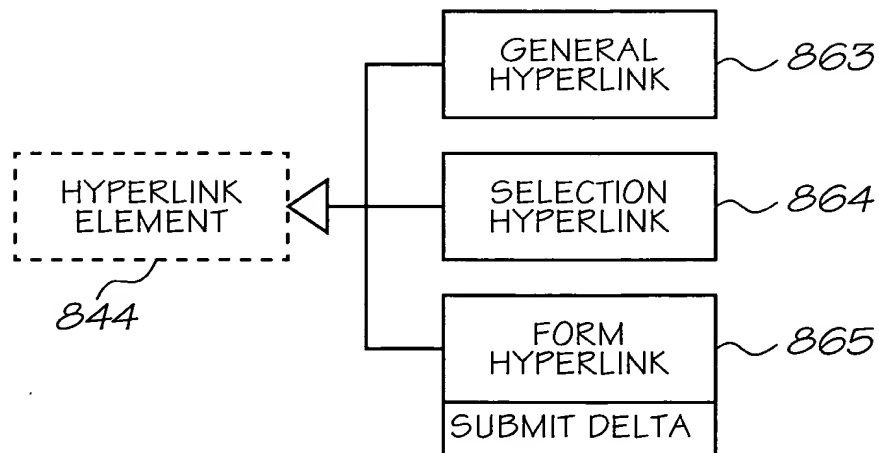 GENERAL
HYPERLINK
863
HYPERLINK
ELEMENT
844
SELECTION
HYPERLINK
864
FORM
HYPERLINK
865
SUBMIT DELTA